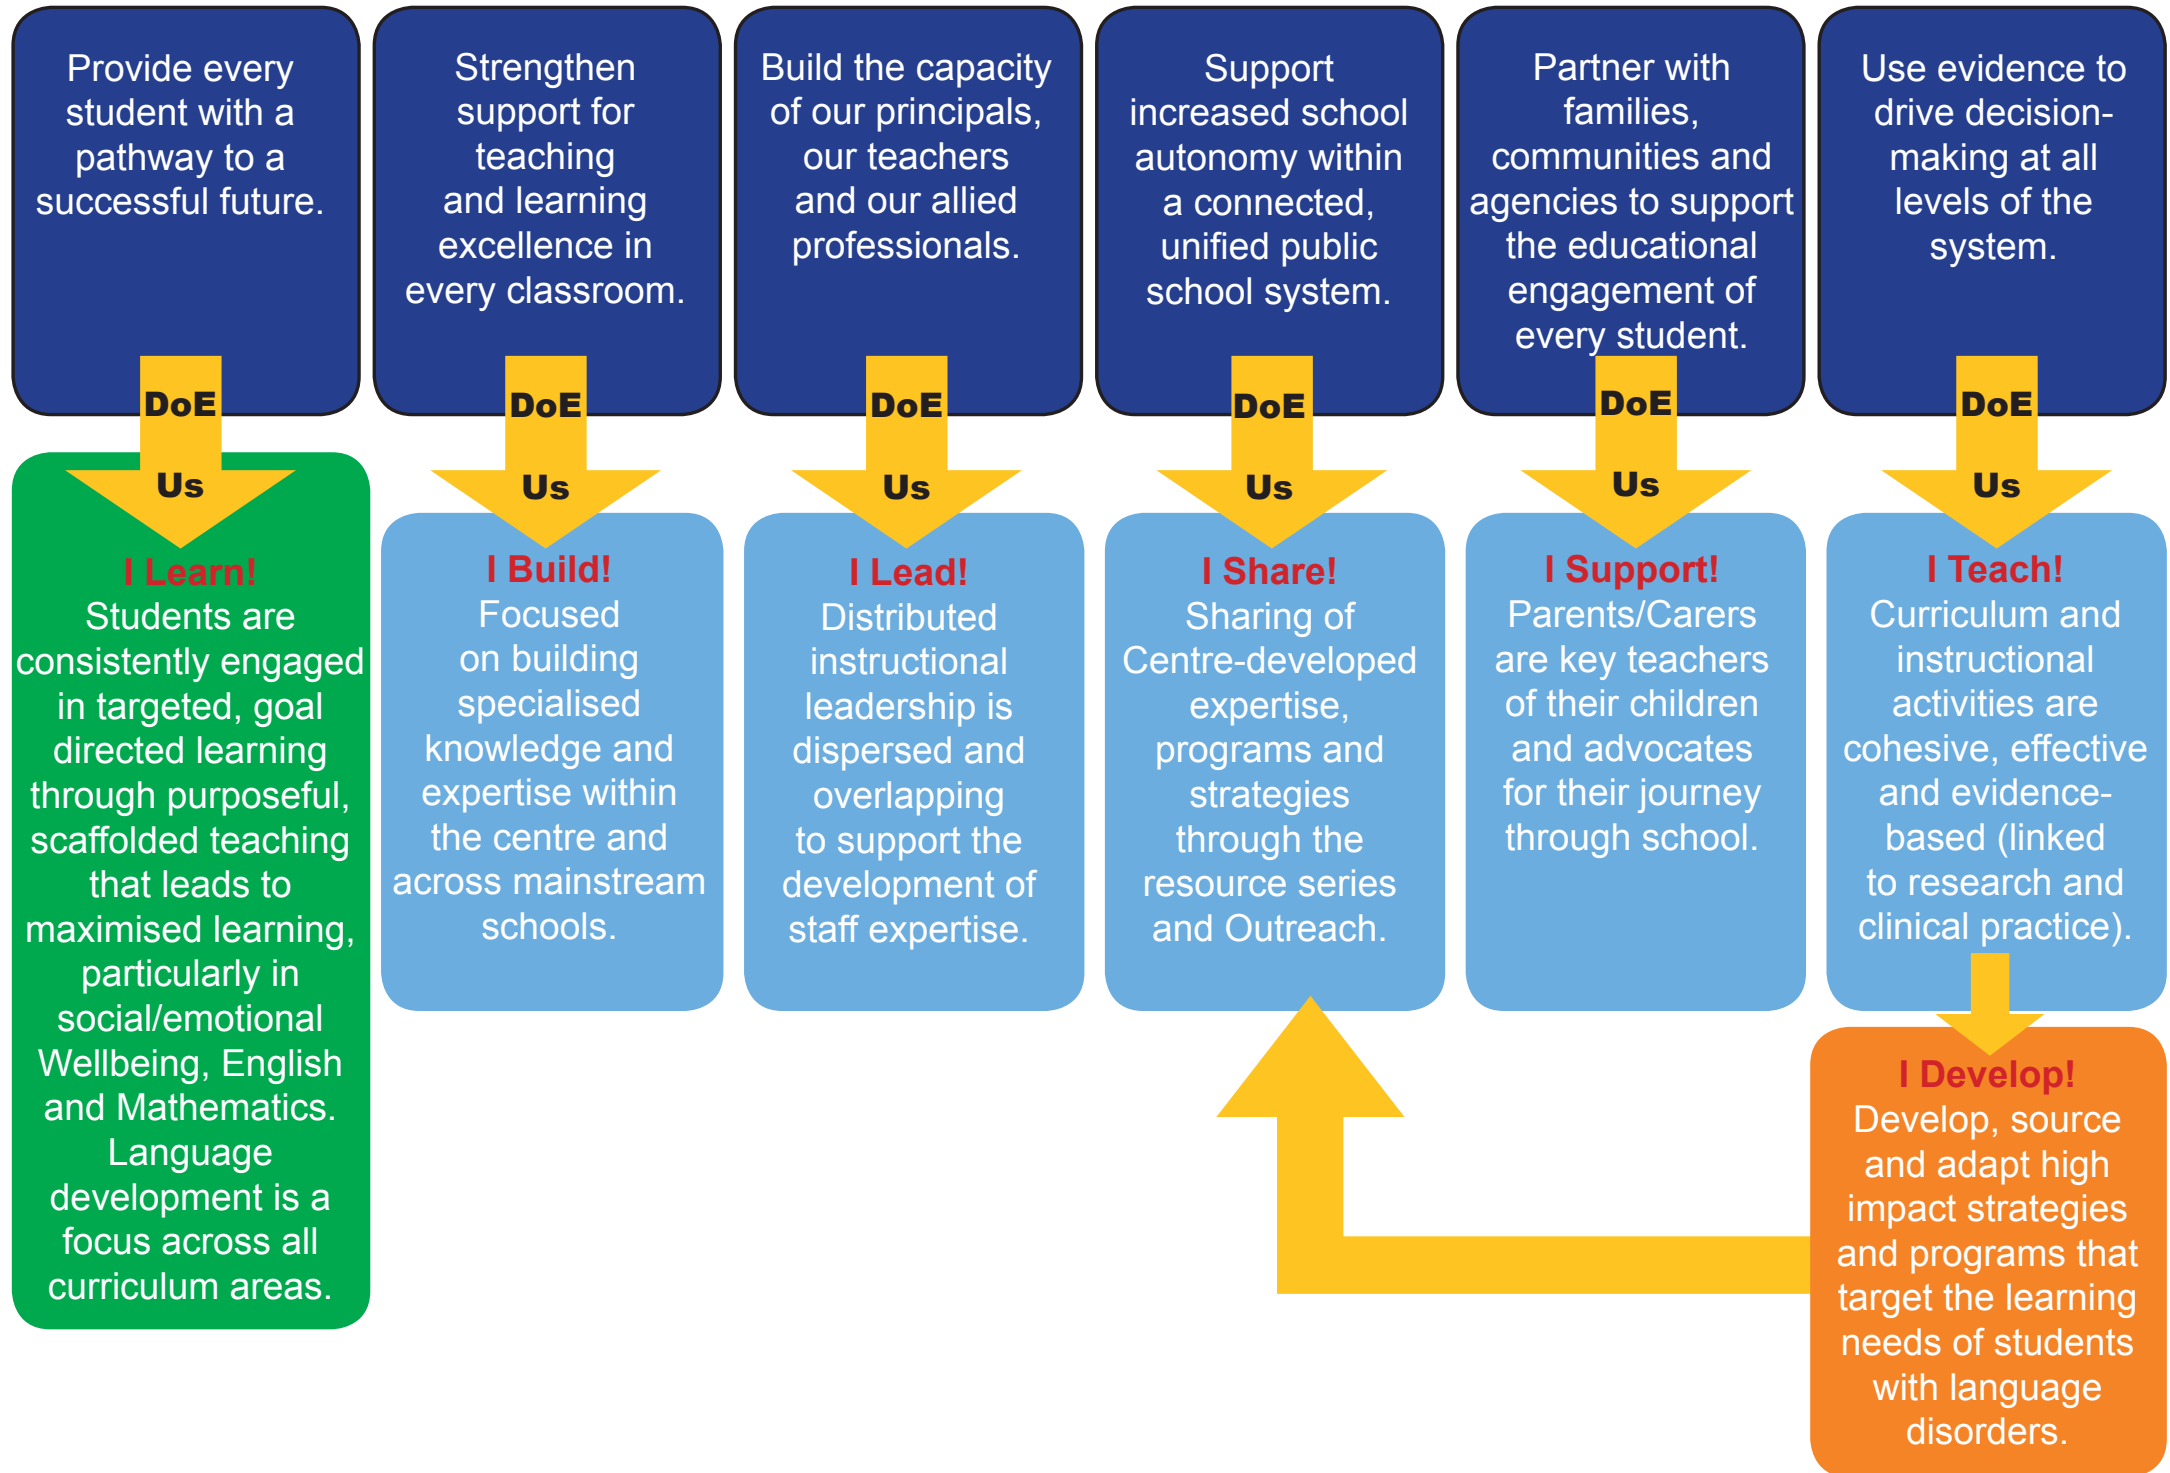 Provide every
student with a
pathway to a
successful future.
Strengthen
support for
teaching
and learning
excellence in
every classroom.
Build the capacity
of our principals,
our teachers
and our allied
professionals.
Support
increased school
autonomy within
a connected,
unified public
school system.
Partner with
families,
communities and
agencies to support
the educational
engagement of
every student.
Use evidence to
drive decision-
making at all
levels of the
system.
DoE
Us
DoE
Us
DoE
Us
DoE
Us
DoE
Us
DoE
Us
I Learn!
Students are
consistently engaged
in targeted, goal
directed learning
through purposeful,
scaffolded teaching
that leads to
maximised learning,
particularly in
social/emotional
Wellbeing, English
and Mathematics.
Language
development is a
focus across all
curriculum areas.
I Build!
Focused
on building
specialised
knowledge and
expertise within
the centre and
across mainstream
schools.
I Lead!
Distributed
instructional
leadership is
dispersed and
overlapping
to support the
development of
staff expertise.
I Share!
Sharing of
Centre-developed
expertise,
programs and
strategies
through the
resource series
and Outreach.
I Support!
Parents/Carers
are key teachers
of their children
and advocates
for their journey
through school.
I Teach!
Curriculum and
instructional
activities are
cohesive, effective
and evidence-
based (linked
to research and
clinical practice).
I Develop!
Develop, source
and adapt high
impact strategies
and programs that
target the learning
needs of students
with language
disorders.